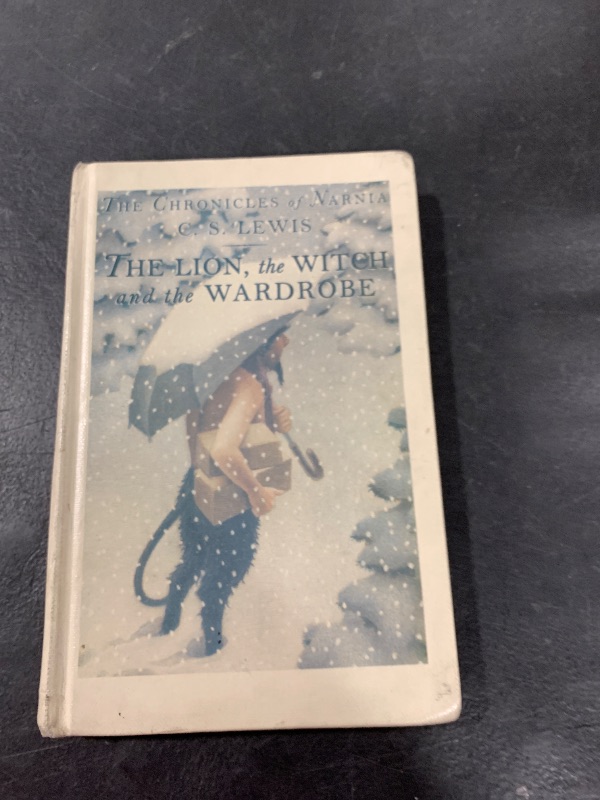 THE CHRONICLES of NARNIA
C. S. LEWIS
THE LION, the WITCH
and the WARDROBE